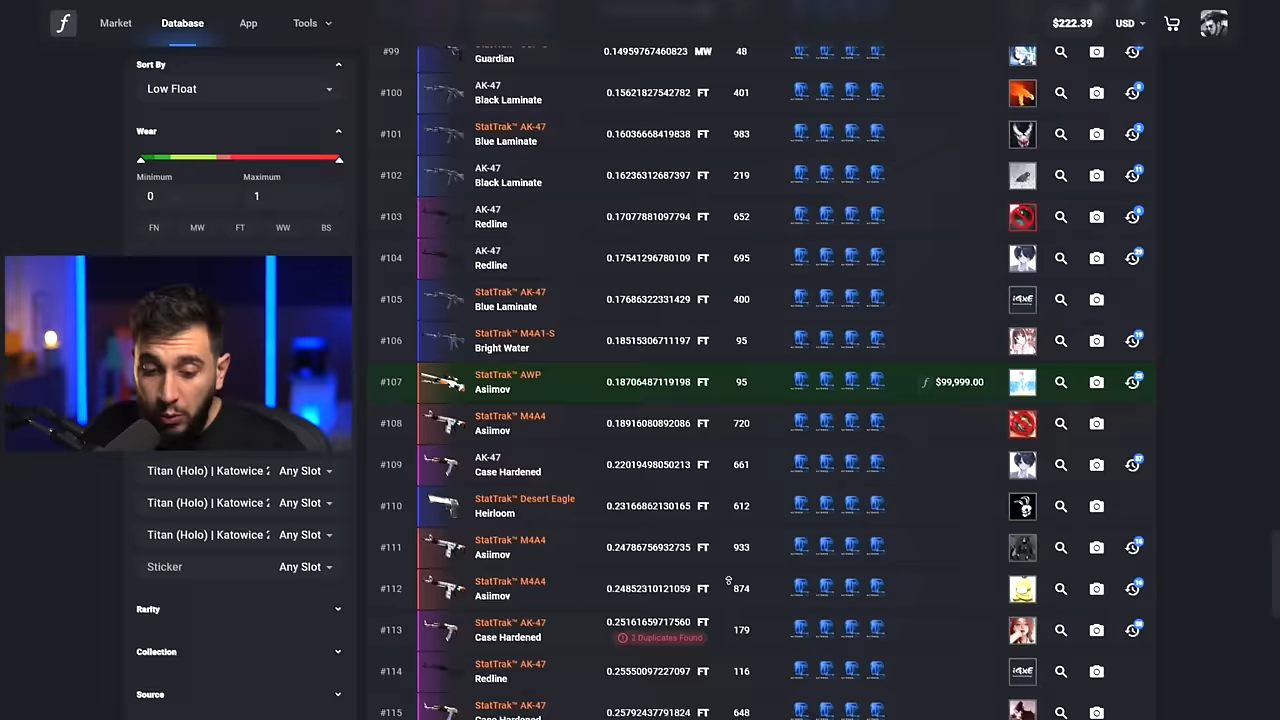 f Market Database App Tools $222.39 USD
Sort By
Low Float
Wear
Minimum Maximum
0 1
FN MW FT WW BS
Titan (Holo) | Katowice 2 Any Slot
Titan (Holo) | Katowice 2 Any Slot
Titan (Holo) | Katowice 2 Any Slot
Sticker Any Slot
Rarity
Collection
Source
#99 Guardian 0.14959767460823 MW 48
#100 AK-47 Black Laminate 0.15621827542782 FT 401
#101 StatTrak™ AK-47 Blue Laminate 0.16036668419838 FT 983
#102 AK-47 Black Laminate 0.16236312687397 FT 219
#103 AK-47 Redline 0.17077881097794 FT 652
#104 AK-47 Redline 0.17541296780109 FT 695
#105 StatTrak™ AK-47 Blue Laminate 0.17686322331429 FT 400
#106 StatTrak™ M4A1-S Bright Water 0.18515306711197 FT 95
#107 StatTrak™ AWP Asiimov 0.18706487119198 FT 93 f $99,999.00
#108 StatTrak™ M4A4 Asiimov 0.18916080892086 FT 720
#109 AK-47 Case Hardened 0.22019498050213 FT 661
#110 StatTrak™ Desert Eagle Heirloom 0.23166862130165 FT 612
#111 StatTrak™ M4A4 Asiimov 0.24786756932735 FT 933
#112 StatTrak™ M4A4 Asiimov 0.24852310121059 FT 874
#113 StatTrak™ AK-47 Case Hardened 0.25161659717560 FT 179
2 Duplicates Found
#114 StatTrak™ AK-47 Redline 0.25550097227097 FT 116
#115 StatTrak™ AK-47 Case Hardened 0.25792437791824 FT 648